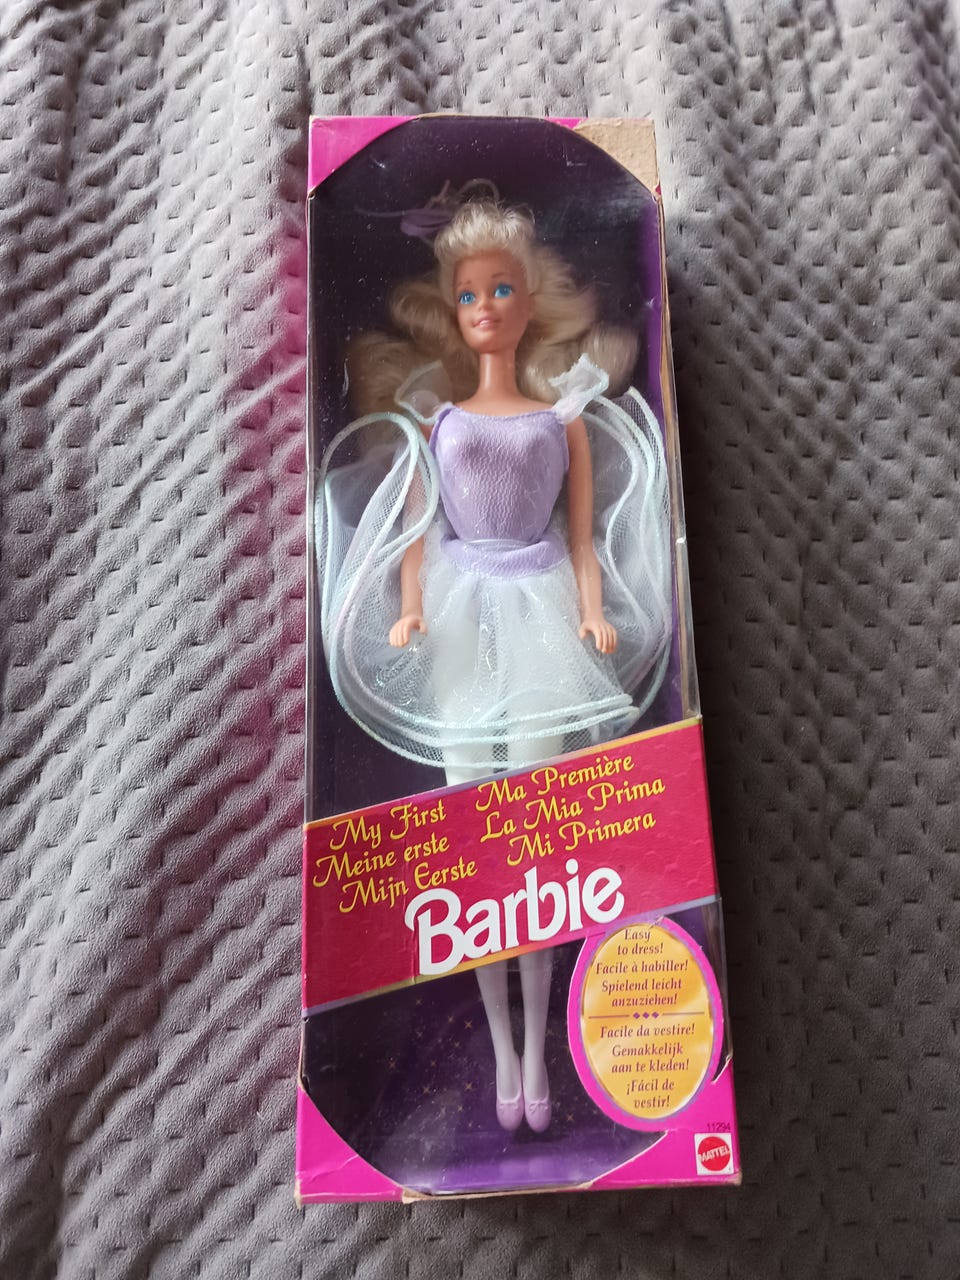 My First
Meine erste
Mijn Eerste
Ma Première
La Mia Prima
Mi Primera
Barbie
Easy
to dress!
Facile à habiller!
Spielend leicht
anzuziehen!
Facile da vestire!
Gemakkelijk
aan te kleden!
¡Fácil de
vestir!
11294
MATTEL